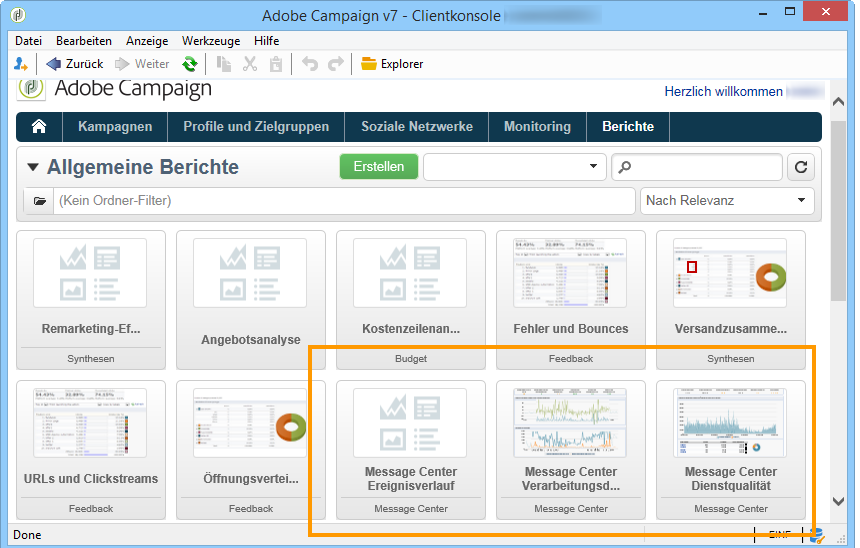 Adobe Campaign v7 - Clientkonsole
Datei Bearbeiten Anzeige Werkzeuge Hilfe
Zurück Weiter Explorer
Adobe Campaign
Herzlich willkommen
Kampagnen Profile und Zielgruppen Soziale Netzwerke Monitoring Berichte
Allgemeine Berichte Erstellen
(Kein Ordner-Filter) Nach Relevanz
Remarketing-Ef...
Synthesen
Angebotsanalyse
Kostenzeilenan...
Budget
Fehler und Bounces
Feedback
Versandzusamme...
Synthesen
URLs und Clickstreams
Feedback
Öffnungsvertei...
Feedback
Message Center
Ereignisverlauf
Message Center
Message Center
Verarbeitungsd...
Message Center
Message Center
Dienstqualität
Message Center
Done EINF